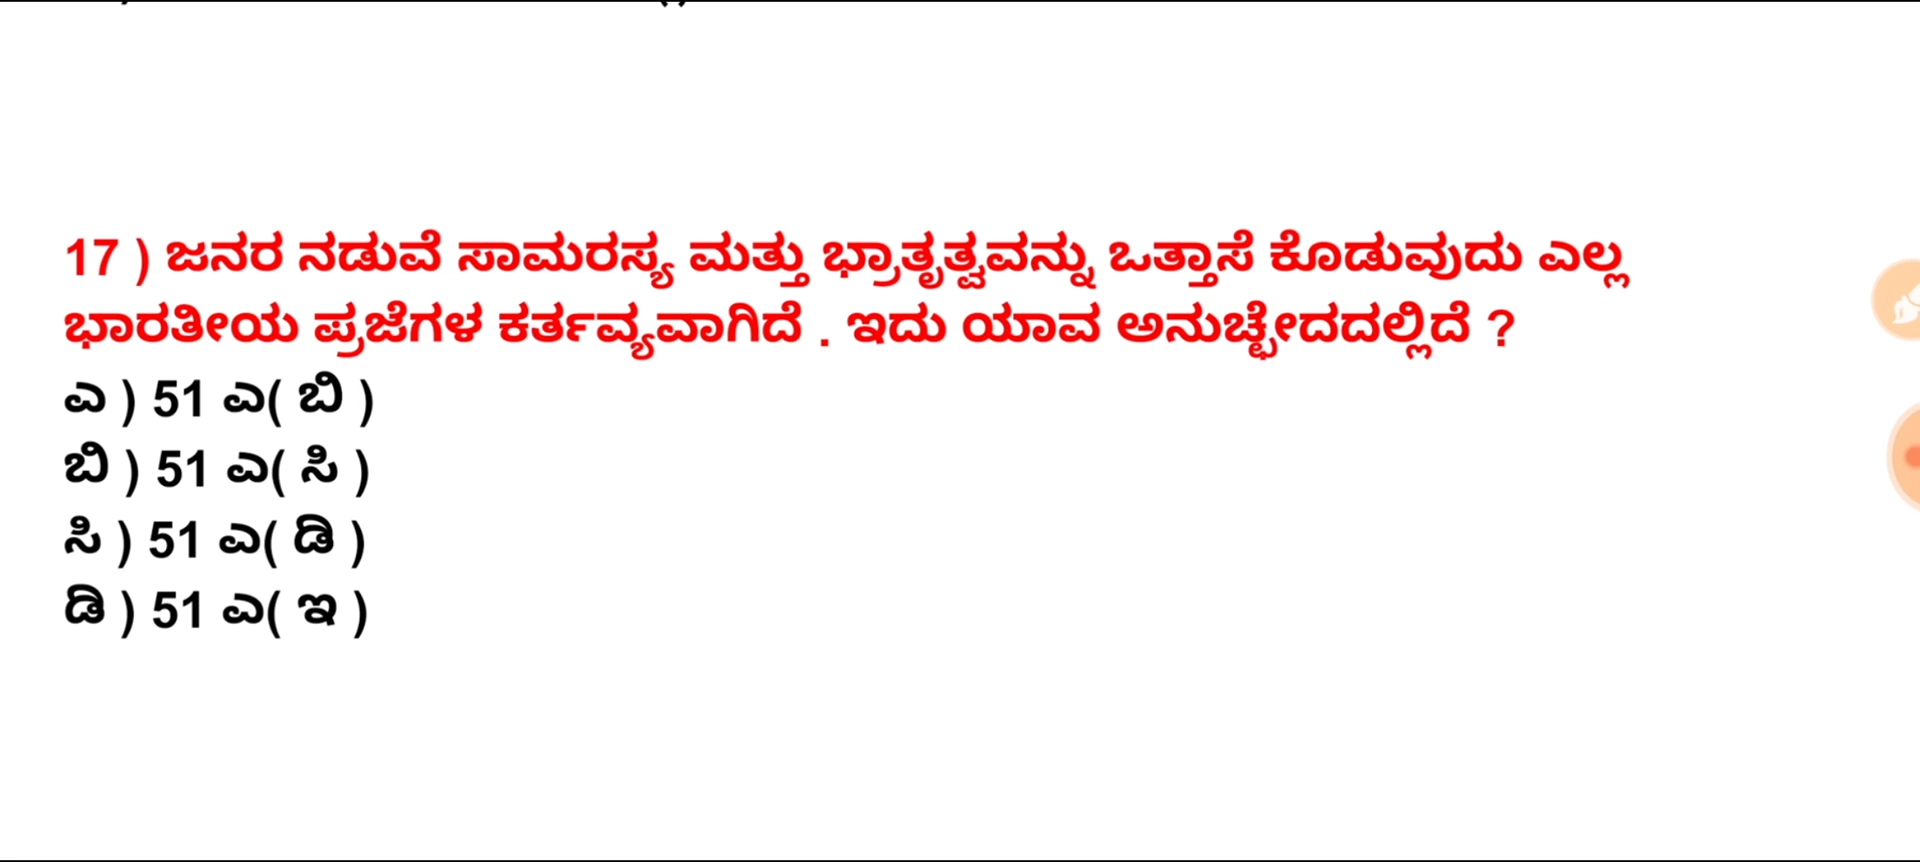 17 ) ಜನರ ನಡುವೆ ಸಾಮರಸ್ಯ ಮತ್ತು ಭ್ರಾತೃತ್ವವನ್ನು ಒತ್ತಾಸೆ ಕೊಡುವುದು ಎಲ್ಲ
ಭಾರತೀಯ ಪ್ರಜೆಗಳ ಕರ್ತವ್ಯವಾಗಿದೆ . ಇದು ಯಾವ ಅನುಚ್ಛೇದದಲ್ಲಿದೆ ?
ಎ ) 51 ಎ( ಬಿ )
ಬಿ ) 51 ಎ( ಸಿ )
ಸಿ ) 51 ಎ( ಡಿ )
ಡಿ ) 51 ಎ( ಇ )